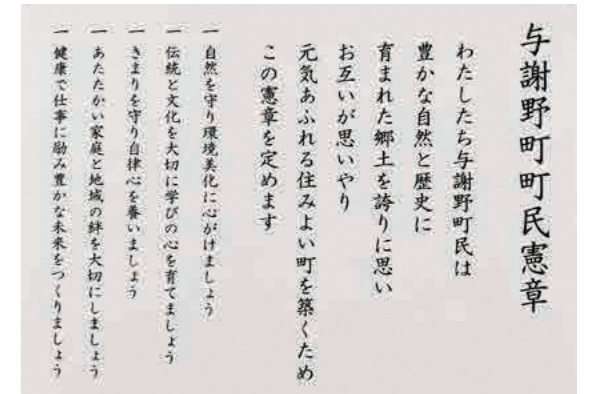 与謝野町町民憲章
わたしたち与謝野町民は
豊かな自然と歴史に
育まれた郷土を誇りに思い
お互いが思いやり
元気あふれる住みよい町を築くため
この憲章を定めます
一 自然を守り環境美化に心がけましょう
一 伝統と文化を大切に学びの心を育てましょう
一 きまりを守り自律心を養いましょう
一 あたたかい家庭と地域の絆を大切にしましょう
一 健康で仕事に励み豊かな未来をつくりましょう